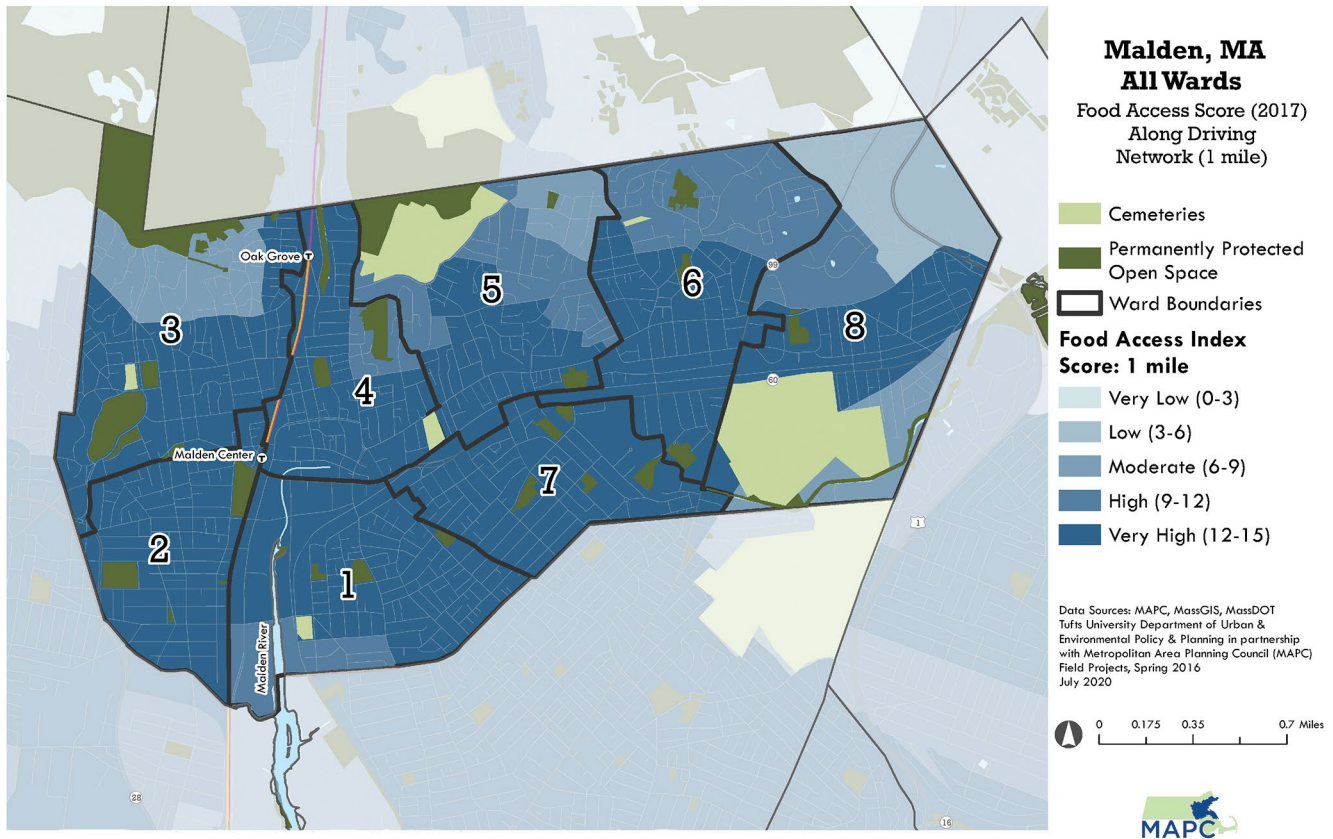 Malden, MA
All Wards
Food Access Score (2017)
Along Driving
Network (1 mile)
Cemeteries
Permanently Protected
Open Space
Ward Boundaries
Food Access Index
Score: 1 mile
Very Low (0-3)
Low (3-6)
Moderate (6-9)
High (9-12)
Very High (12-15)
Data Sources: MAPC, MassGIS, MassDOT
Tufts University Department of Urban &
Environmental Policy & Planning in partnership
with Metropolitan Area Planning Council (MAPC)
Field Projects, Spring 2016
July 2020
0 0.175 0.35 0.7 Miles
MAPC
Oak Grove T
99
5
6
3
8
60
4
Malden Center T
7
1
2
1
Malden River
28
16